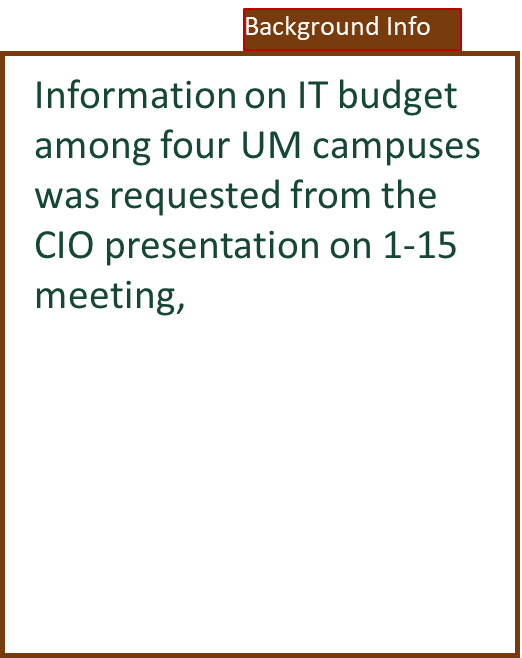 Background Info
Information on IT budget
among four UM campuses
was requested from the
CIO presentation on 1-15
meeting,